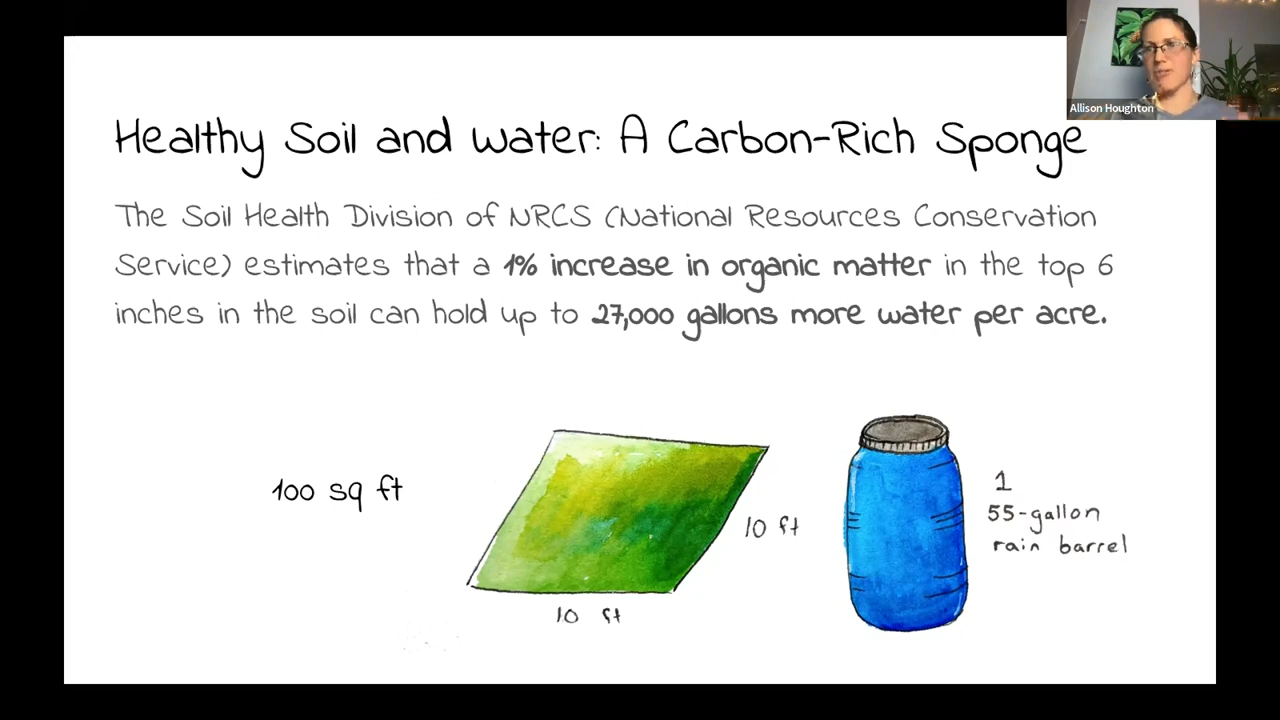 Allison Houghton
Healthy Soil and Water: A Carbon-Rich Sponge
The Soil Health Division of NRCS (National Resources Conservation
Service) estimates that a 1% increase in organic matter in the top 6
inches in the soil can hold up to 27,000 gallons more water per acre.
100 sq ft
10 ft
10 ft
1
55-gallon
rain barrel